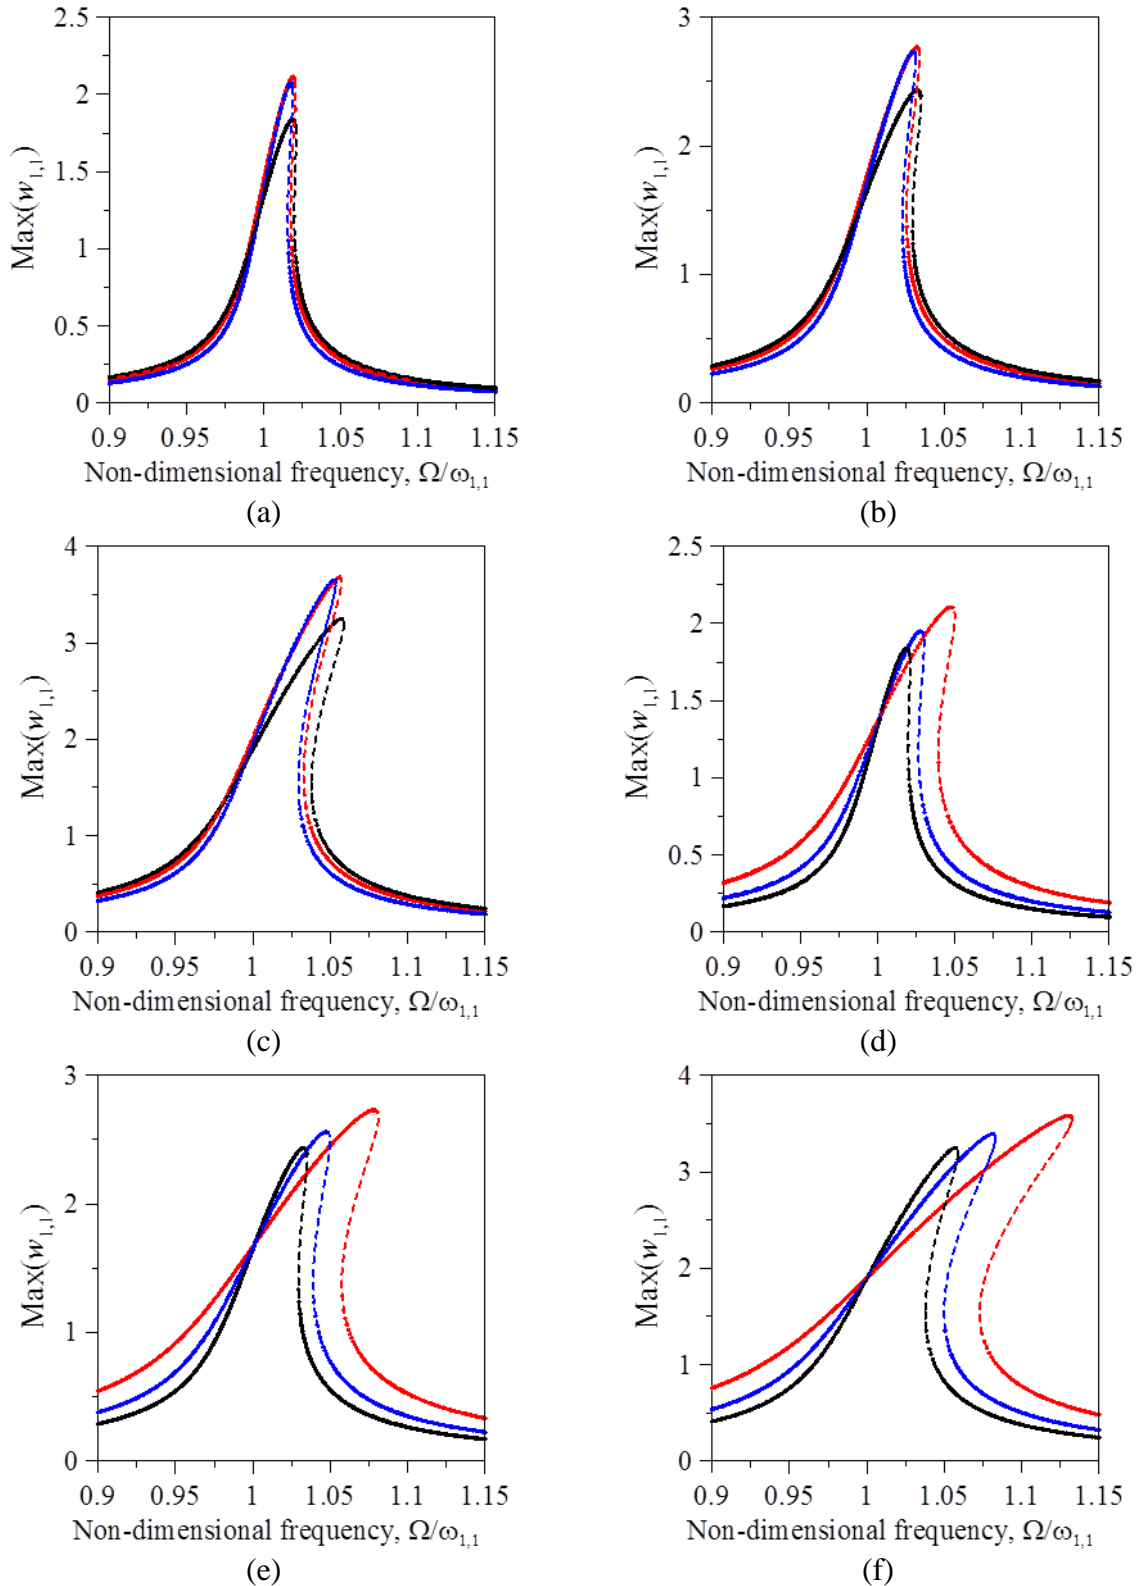 2.5
2
1.5
1
0.5
0
Max(w1,1)
0.9 0.95 1 1.05 1.1 1.15
Non-dimensional frequency, Ω/ω1,1
(a)
3
2
1
0
Max(w1,1)
0.9 0.95 1 1.05 1.1 1.15
Non-dimensional frequency, Ω/ω1,1
(b)
4
3
2
1
0
Max(w1,1)
0.9 0.95 1 1.05 1.1 1.15
Non-dimensional frequency, Ω/ω1,1
(c)
2.5
2
1.5
1
0.5
0
Max(w1,1)
0.9 0.95 1 1.05 1.1 1.15
Non-dimensional frequency, Ω/ω1,1
(d)
3
2
1
0
Max(w1,1)
0.9 0.95 1 1.05 1.1 1.15
Non-dimensional frequency, Ω/ω1,1
(e)
4
3
2
1
0
Max(w1,1)
0.9 0.95 1 1.05 1.1 1.15
Non-dimensional frequency, Ω/ω1,1
(f)